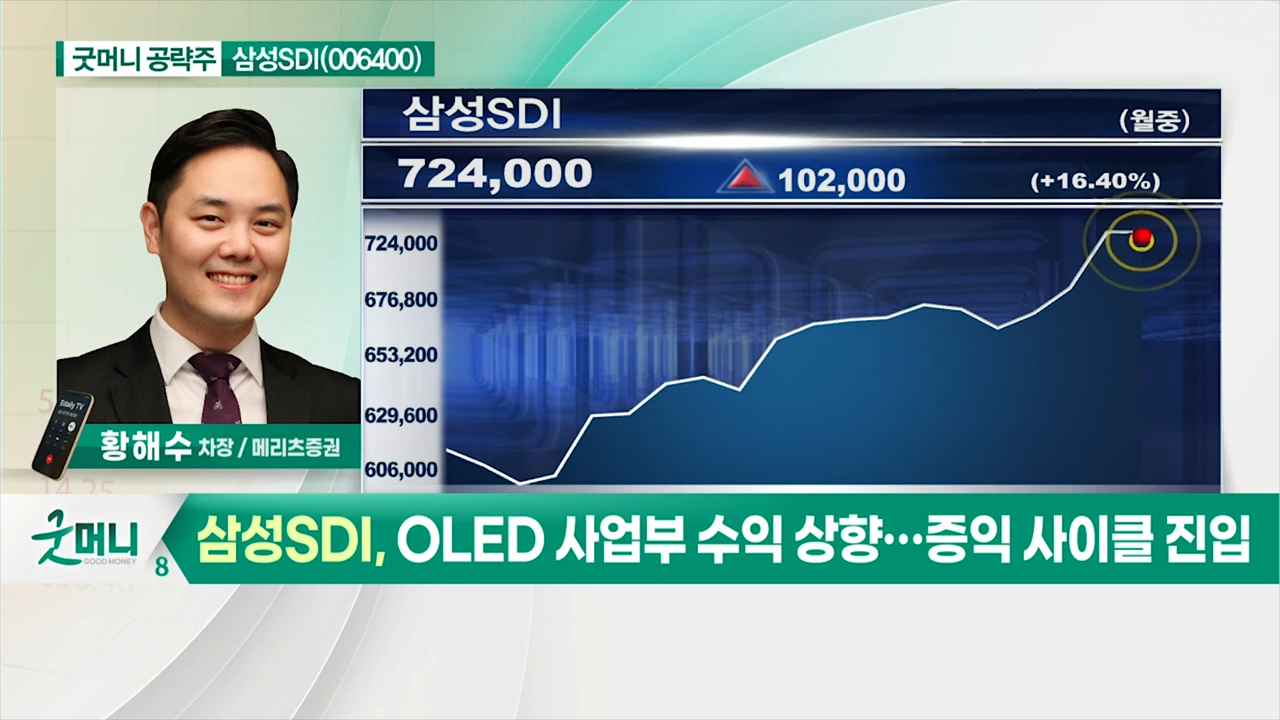 굿머니 공략주 삼성SDI(006400)
삼성SDI (월중)
724,000 102,000 (+16.40%)
724,000
676,800
653,200
629,600
606,000
Edaily TV
황해수 차장 / 메리츠증권
굿머니
GOOD MONEY
8
삼성SDI, OLED 사업부 수익 상향···증익 사이클 진입